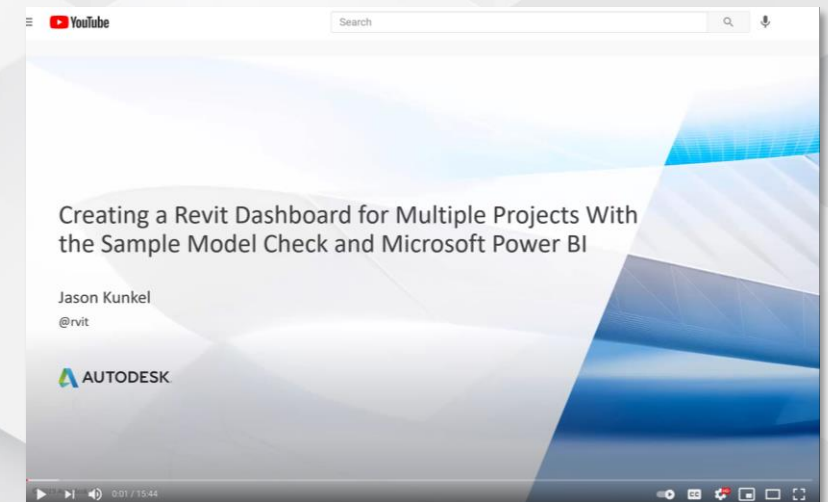 YouTube
Search
Creating a Revit Dashboard for Multiple Projects With
the Sample Model Check and Microsoft Power BI
Jason Kunkel
@rvit
AUTODESK
0:01 / 15:44
CC